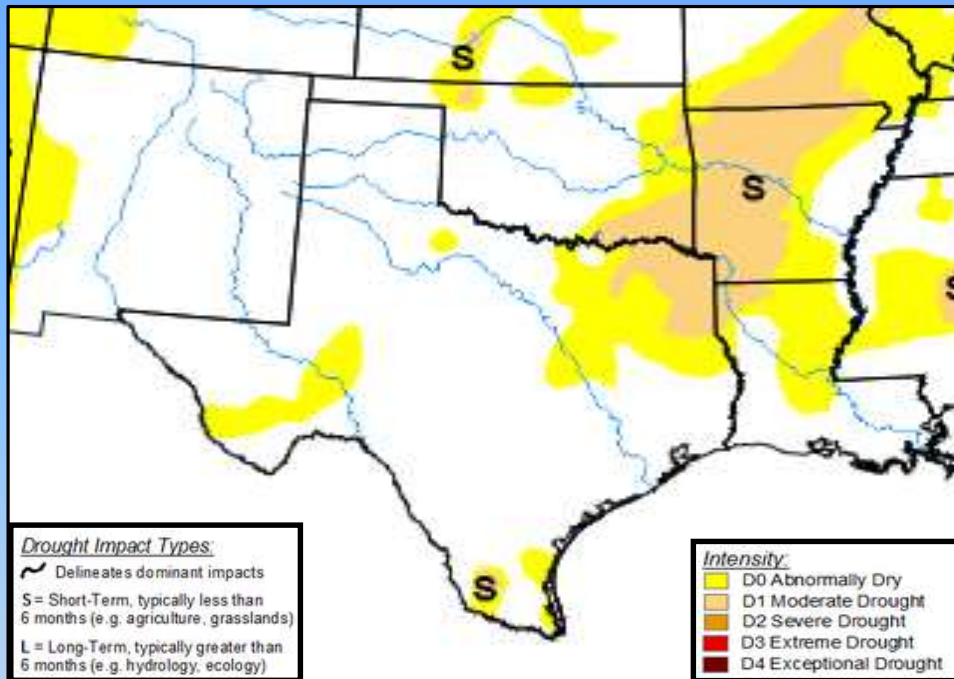 S
S
S
S
S
Drought Impact Types:
Delineates dominant impacts
S = Short-Term, typically less than
6 months (e.g. agriculture, grasslands)
L = Long-Term, typically greater than
6 months (e.g. hydrology, ecology)
Intensity:
D0 Abnormally Dry
D1 Moderate Drought
D2 Severe Drought
D3 Extreme Drought
D4 Exceptional Drought